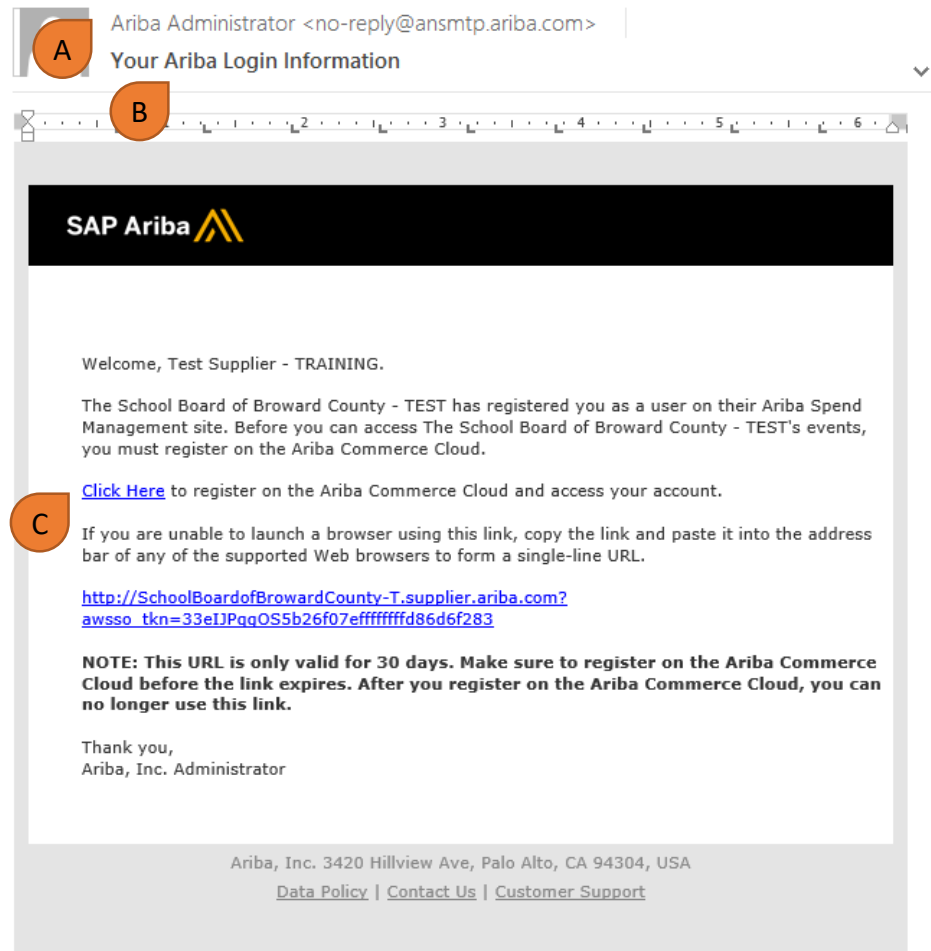 Ariba Administrator <no-reply@ansmtp.ariba.com>
A
Your Ariba Login Information
B
2 3 4 5 6
SAP Ariba
Welcome, Test Supplier - TRAINING.
The School Board of Broward County - TEST has registered you as a user on their Ariba Spend
Management site. Before you can access The School Board of Broward County - TEST's events,
you must register on the Ariba Commerce Cloud.
Click Here to register on the Ariba Commerce Cloud and access your account.
C
If you are unable to launch a browser using this link, copy the link and paste it into the address
bar of any of the supported Web browsers to form a single-line URL.
http://SchoolBoardofBrowardCounty-T.supplier.ariba.com?
awsso_tkn=33eIJPqqOS5b26f07effffffffd86d6f283
NOTE: This URL is only valid for 30 days. Make sure to register on the Ariba Commerce
Cloud before the link expires. After you register on the Ariba Commerce Cloud, you can
no longer use this link.
Thank you,
Ariba, Inc. Administrator
Ariba, Inc. 3420 Hillview Ave, Palo Alto, CA 94304, USA
Data Policy | Contact Us | Customer Support